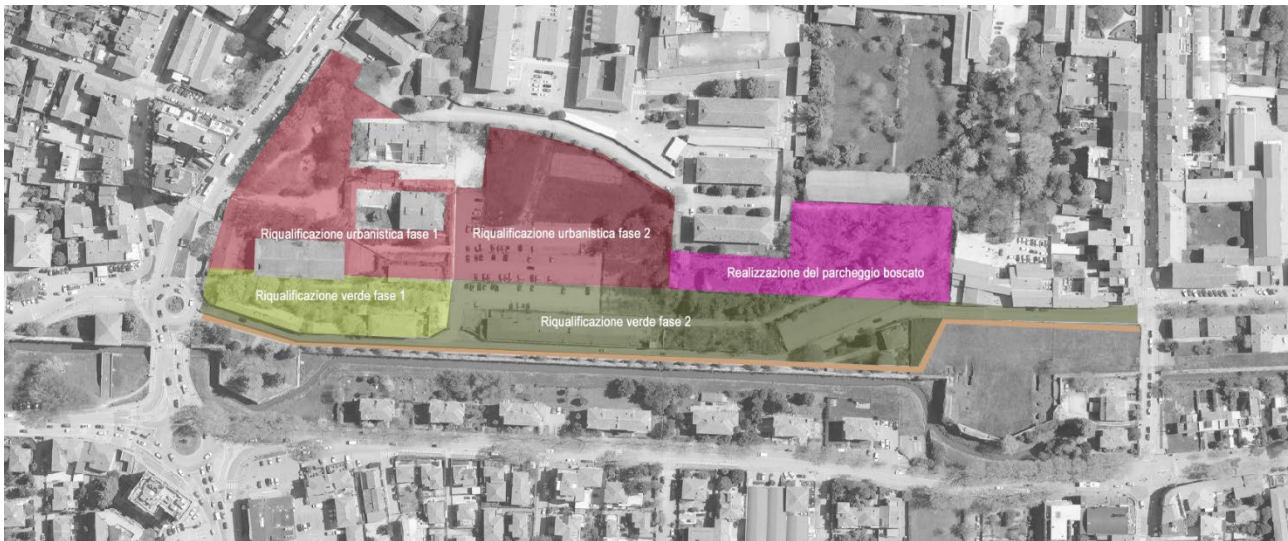 Riqualificazione urbanistica fase 1
Riqualificazione urbanistica fase 2
Realizzazione del parcheggio boscato
Riqualificazione verde fase 1
Riqualificazione verde fase 2